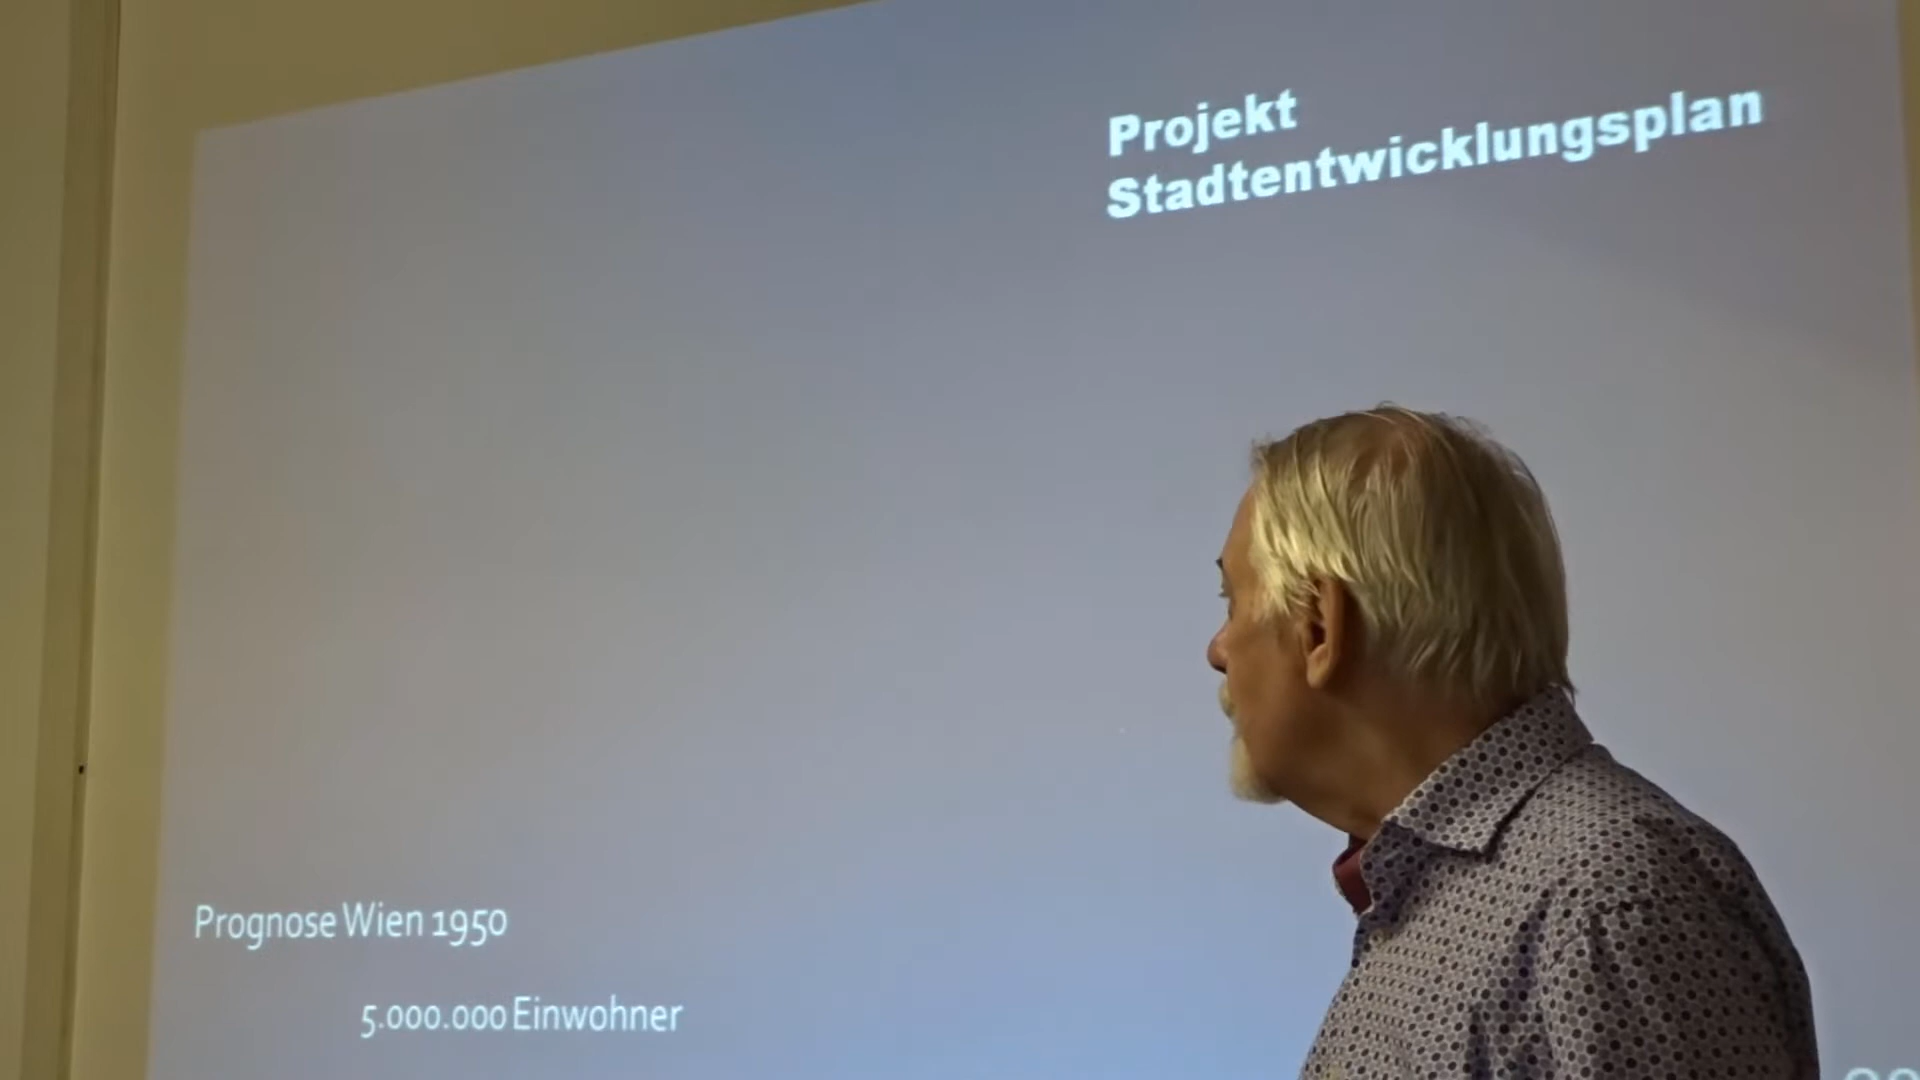 Projekt
Stadtentwicklungsplan
Prognose Wien 1950
5.000.000 Einwohner